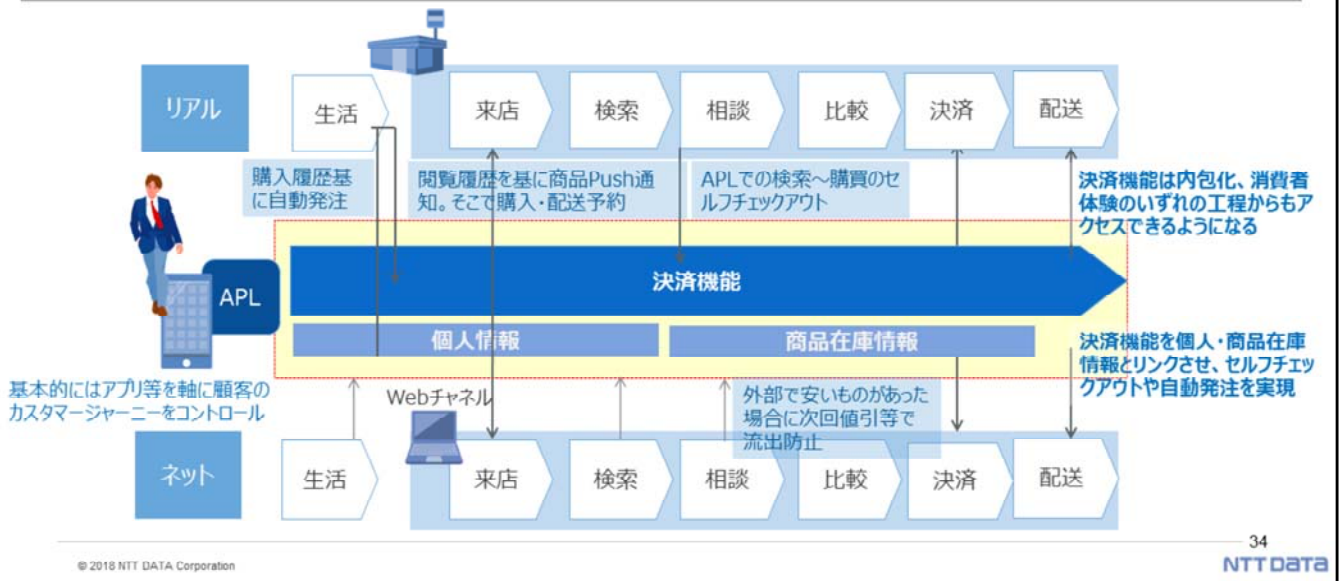 リアル
生活
来店
検索
相談
比較
決済
配送
購入履歴基
に自動発注
閲覧履歴を基に商品Push通
知。そこで購入・配送予約
APLでの検索～購買のセ
ルフチェックアウト
決済機能は内包化、消費者
体験のいずれの工程からもア
クセスできるようになる
APL
決済機能
個人情報
商品在庫情報
決済機能を個人・商品在庫
情報とリンクさせ、セルフチェッ
クアウトや自動発注を実現
基本的にはアプリ等を軸に顧客の
カスタマージャーニーをコントロール
Webチャネル
外部で安いものがあった
場合に次回値引等で
流出防止
ネット
生活
来店
検索
相談
比較
決済
配送
34
© 2018 NTT DATA Corporation
NTT DATA